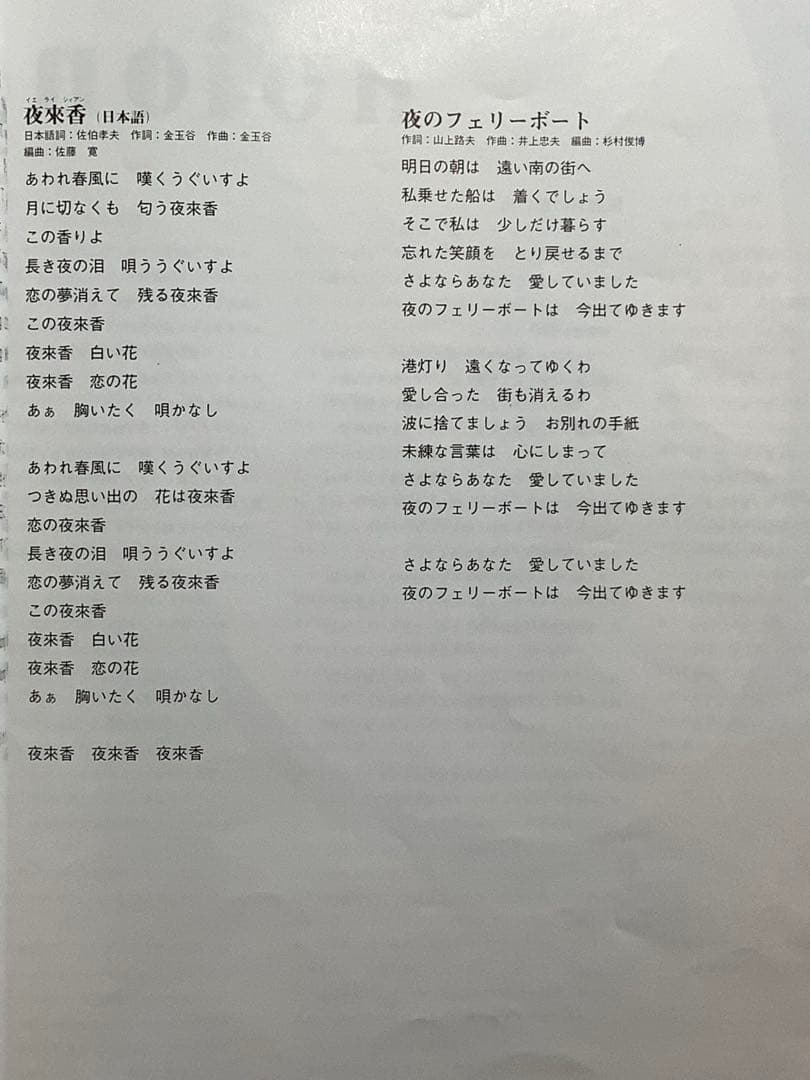 イエ ライ シィアン
夜來香（日本語）
日本語詞：佐伯孝夫　作詞：金玉谷　作曲：金玉谷
編曲：佐藤　寛
あわれ春風に　嘆くうぐいすよ
月に切なくも　匂う夜來香
この香りよ
長き夜の泪　唄ううぐいすよ
恋の夢消えて　残る夜來香
この夜來香
夜來香　白い花
夜來香　恋の花
あぁ　胸いたく　唄かなし

あわれ春風に　嘆くうぐいすよ
つきぬ思い出の　花は夜來香
恋の夜來香
長き夜の泪　唄ううぐいすよ
恋の夢消えて　残る夜來香
この夜來香
夜來香　白い花
夜來香　恋の花
あぁ　胸いたく　唄かなし

夜來香　夜來香　夜來香

夜のフェリーボート
作詞：山上路夫　作曲：井上忠夫　編曲：杉村俊博
明日の朝は　遠い南の街へ
私乗せた船は　着くでしょう
そこで私は　少しだけ暮らす
忘れた笑顔を　とり戻せるまで
さよならあなた　愛していました
夜のフェリーボートは　今出てゆきます

港灯り　遠くなってゆくわ
愛し合った　街も消えるわ
波に捨てましょう　お別れの手紙
未練な言葉は　心にしまって
さよならあなた　愛していました
夜のフェリーボートは　今出てゆきます

さよならあなた　愛していました
夜のフェリーボートは　今出てゆきます